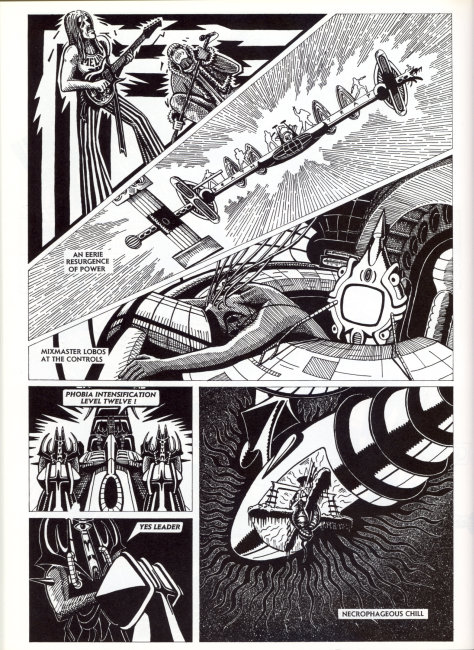 AN EERIE
RESURGENCE
OF POWER
MIXMASTER LOBOS
AT THE CONTROLS
PHOBIA INTENSIFICATION
LEVEL TWELVE !
YES LEADER
NECROPHAGEOUS CHILL